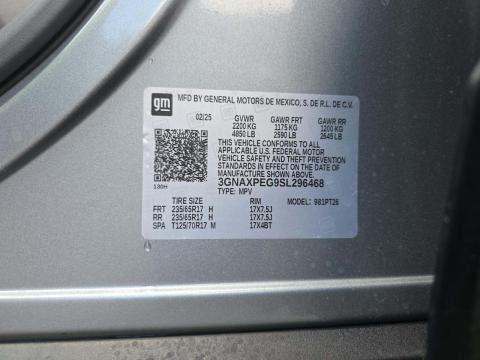 gm
MFD BY GENERAL MOTORS DE MEXICO, S. DE R.L. DE C.V.
02/25 GVWR GAWR FRT GAWR RR
2200 KG 1175 KG 1200 KG
4850 LB 2590 LB 2645 LB
THIS VEHICLE CONFORMS TO ALL APPLICABLE
U.S. FEDERAL MOTOR VEHICLE
SAFETY, BUMPER, AND THEFT PREVENTION
STANDARDS IN EFFECT ON THE DATE OF
MANUFACTURE SHOWN ABOVE.
3GNAXPEG9SL296468
TYPE: MPV
TIRE SIZE RIM MODEL: 981PT26
FRT 235/65R17 H 17X7.5J
RR 235/65R17 H 17X7.5J
SPA T125/70R17 M 17X4BT